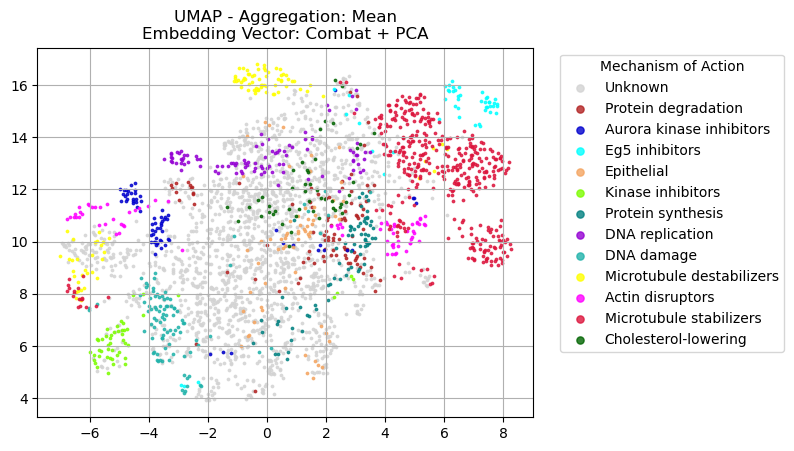 UMAP - Aggregation: Mean
Embedding Vector: Combat + PCA
16
14
12
10
8
6
4
−6
−4
−2
0
2
4
6
8
Mechanism of Action
Unknown
Protein degradation
Aurora kinase inhibitors
Eg5 inhibitors
Epithelial
Kinase inhibitors
Protein synthesis
DNA replication
DNA damage
Microtubule destabilizers
Actin disruptors
Microtubule stabilizers
Cholesterol-lowering